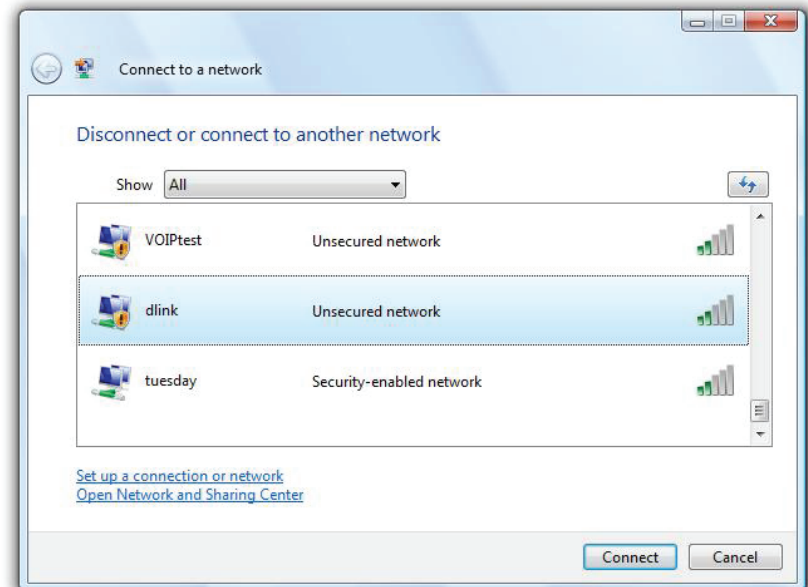 Connect to a network
Disconnect or connect to another network
Show All
VOIPtest Unsecured network
dlink Unsecured network
tuesday Security-enabled network
Set up a connection or network
Open Network and Sharing Center
Connect Cancel